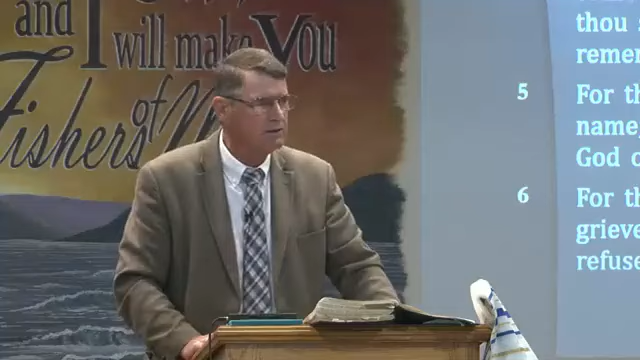 and I
will make You
Fishers
of
thou
remem
5 For th
name,
God o
6 For th
grieve
refuse